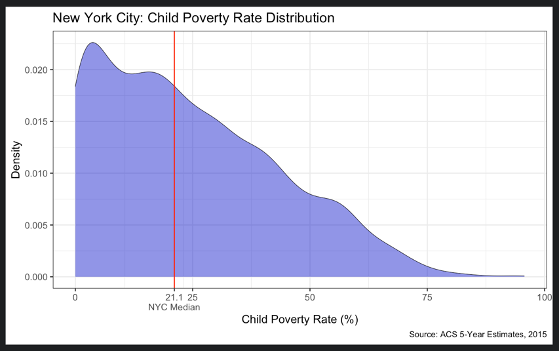 New York City: Child Poverty Rate Distribution
0.020
0.015
0.010
0.005
0.000
Density
0 21.1 25 50 75 100
NYC Median
Child Poverty Rate (%)
Source: ACS 5-Year Estimates, 2015